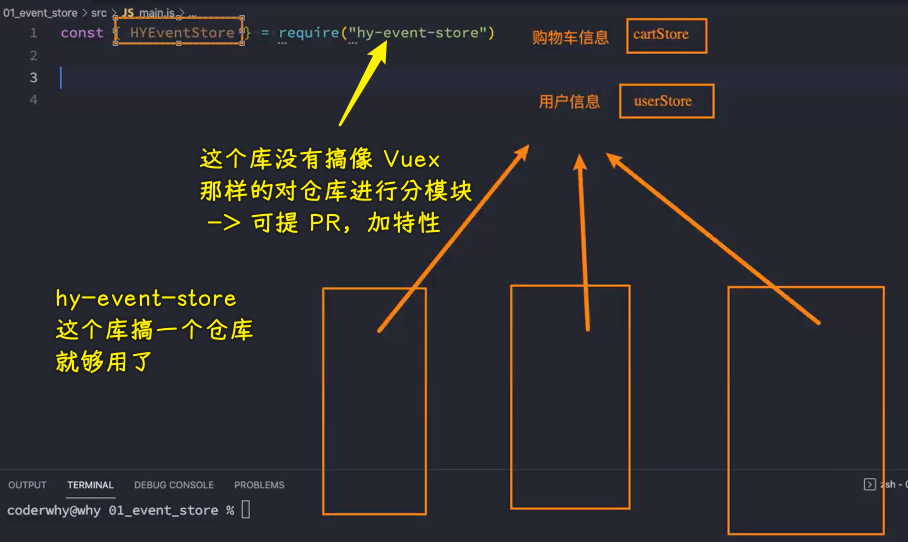 01_event_store > src > JS main.js > ...
1 const { HYEventStore } = require("hy-event-store")
购物车信息 cartStore
2
3
用户信息 userStore
4
这个库没有搞像 Vuex
那样的对仓库进行分模块
-> 可提 PR，加特性
hy-event-store
这个库搞一个仓库
就够用了
OUTPUT TERMINAL DEBUG CONSOLE PROBLEMS
zsh -
coderwhy@why 01_event_store %